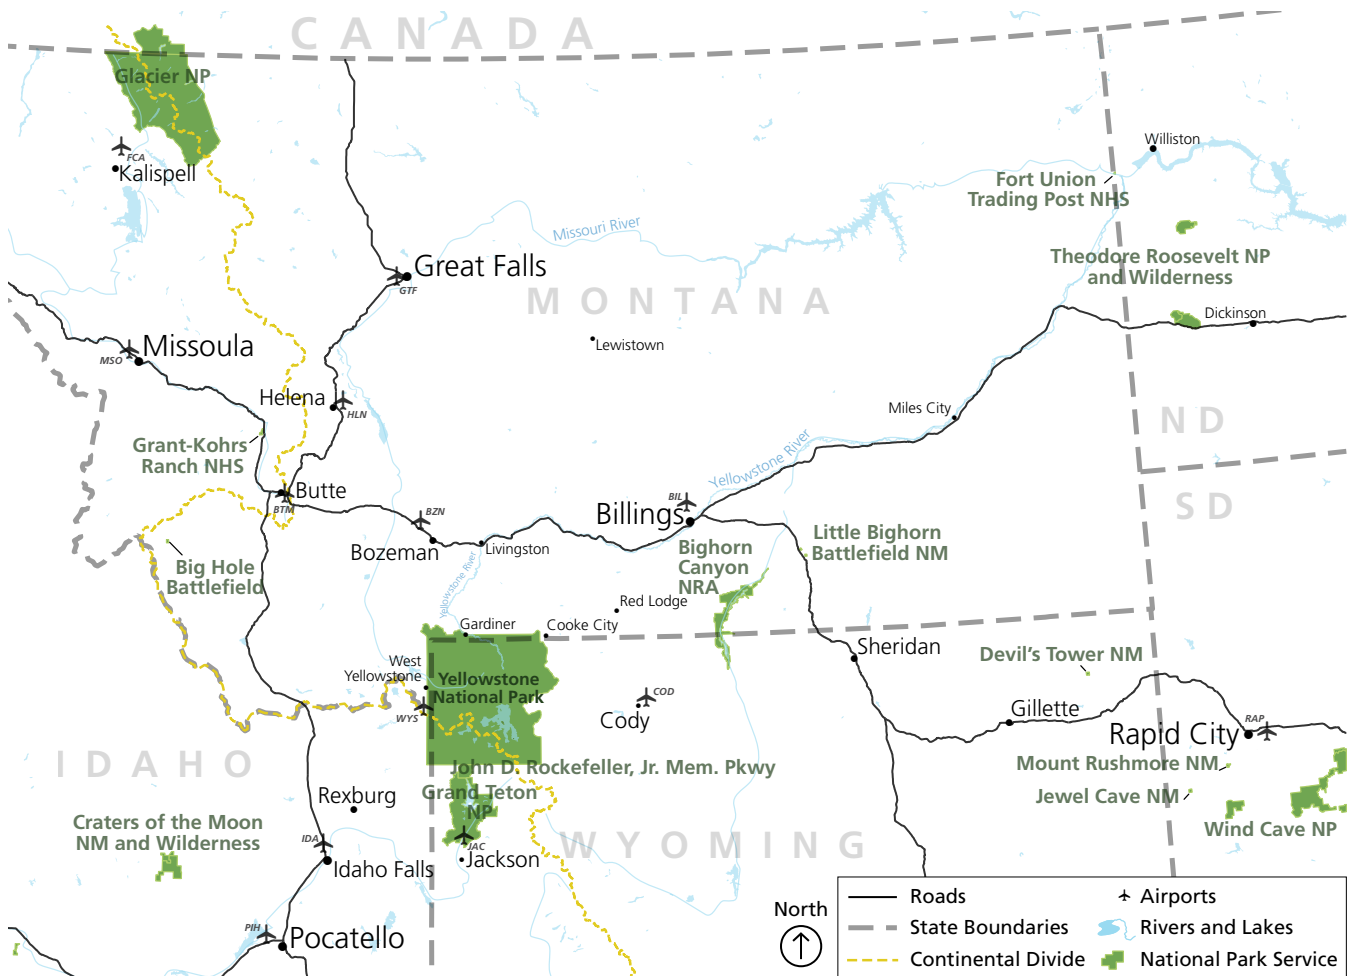 CANADA
Glacier NP
FCA
Kalispell
Williston
Fort Union
Trading Post NHS
Missouri River
Theodore Roosevelt NP
and Wilderness
Great Falls
GTF
MONTANA
Dickinson
Missoula
MSO
Lewistown
Helena
HLN
Miles City
ND
Grant-Kohrs
Ranch NHS
Yellowstone River
Butte
BTM
BZN
BIL
Billings
SD
Bozeman
Livingston
Little Bighorn
Battlefield NM
Bighorn
Canyon
NRA
Big Hole
Battlefield
Yellowstone River
Red Lodge
Gardiner
Cooke City
Sheridan
Devil's Tower NM
West
Yellowstone
Yellowstone
National Park
WYS
COD
Cody
Gillette
RAP
Rapid City
IDAHO
John D. Rockefeller, Jr. Mem. Pkwy
Mount Rushmore NM
Grand Teton
NP
Jewel Cave NM
Rexburg
Craters of the Moon
NM and Wilderness
Wind Cave NP
IDA
JAC
Jackson
WYOMING
Idaho Falls
PIH
Pocatello
North
Roads
Airports
State Boundaries
Rivers and Lakes
Continental Divide
National Park Service